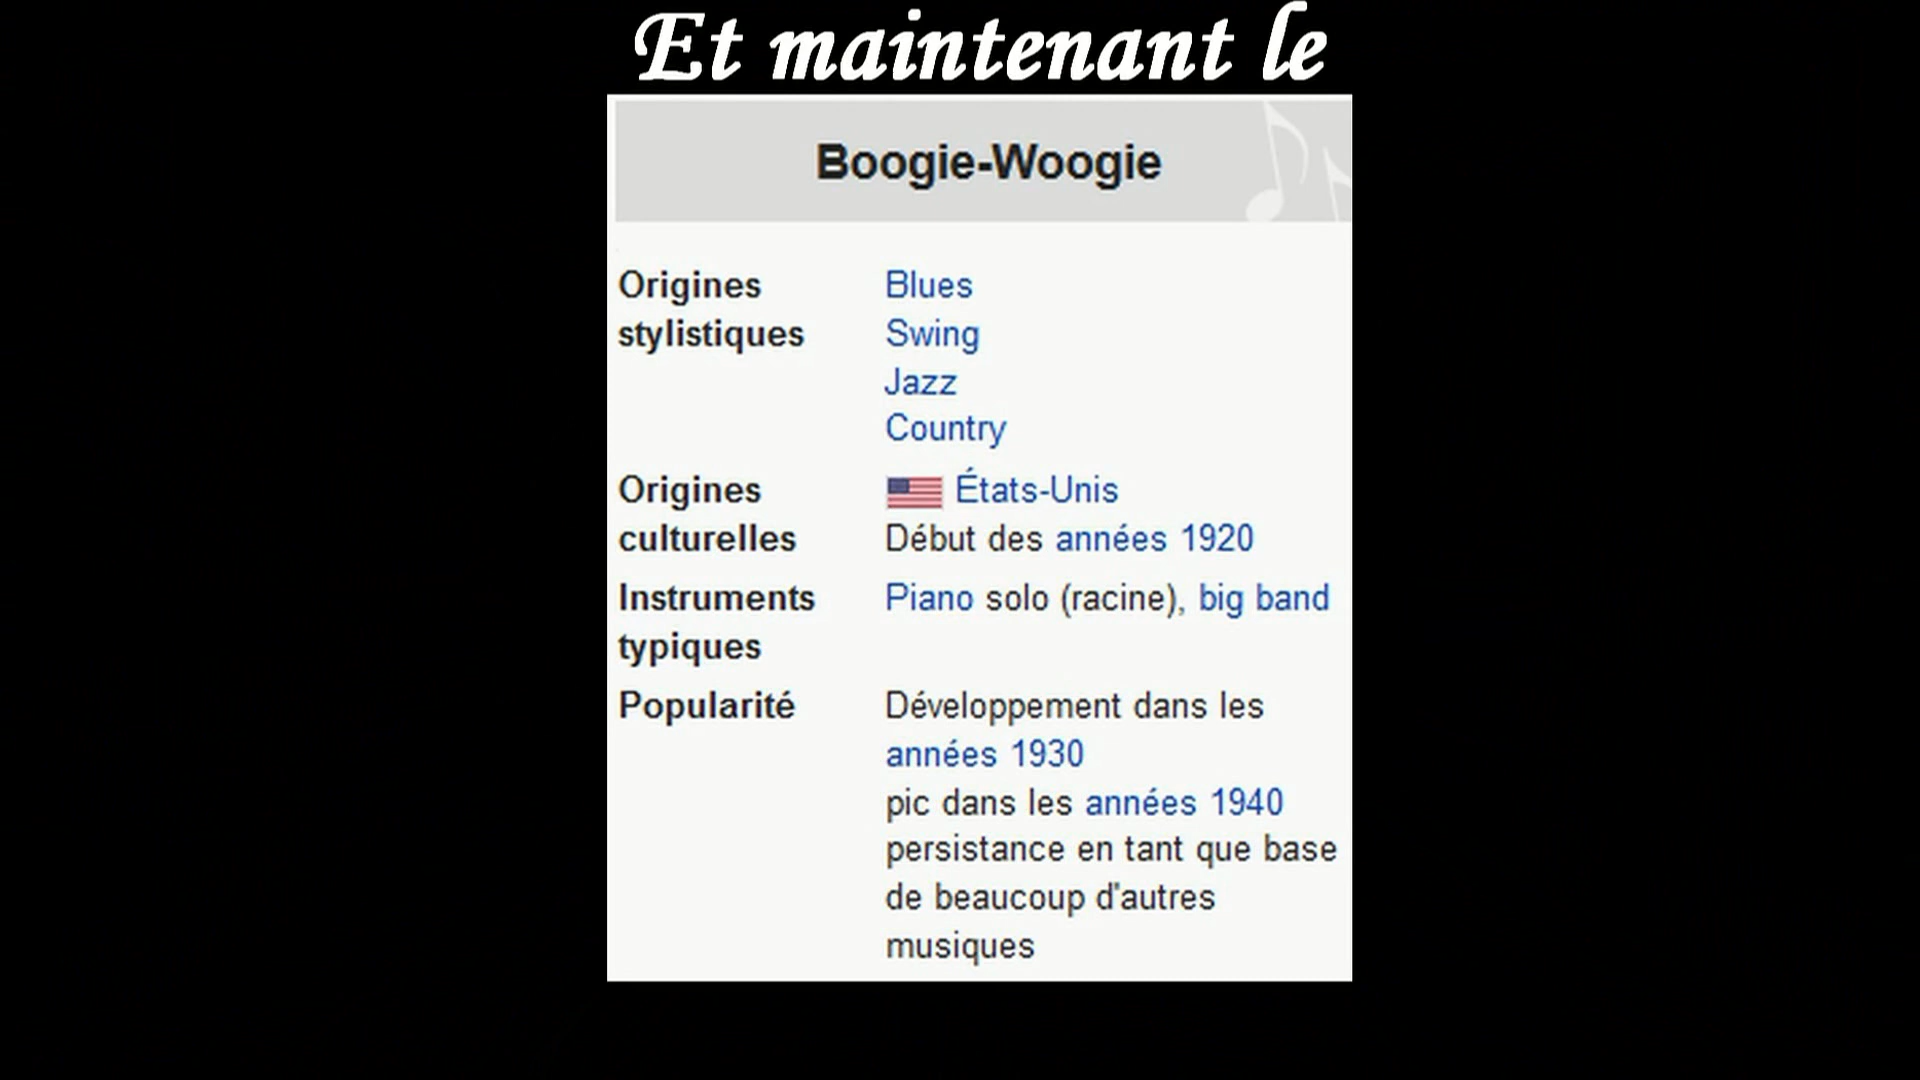 Et maintenant le
Boogie-Woogie
Origines
stylistiques
Blues
Swing
Jazz
Country
Origines
culturelles
États-Unis
Début des années 1920
Instruments
typiques
Piano solo (racine), big band
Popularité
Développement dans les
années 1930
pic dans les années 1940
persistance en tant que base
de beaucoup d'autres
musiques